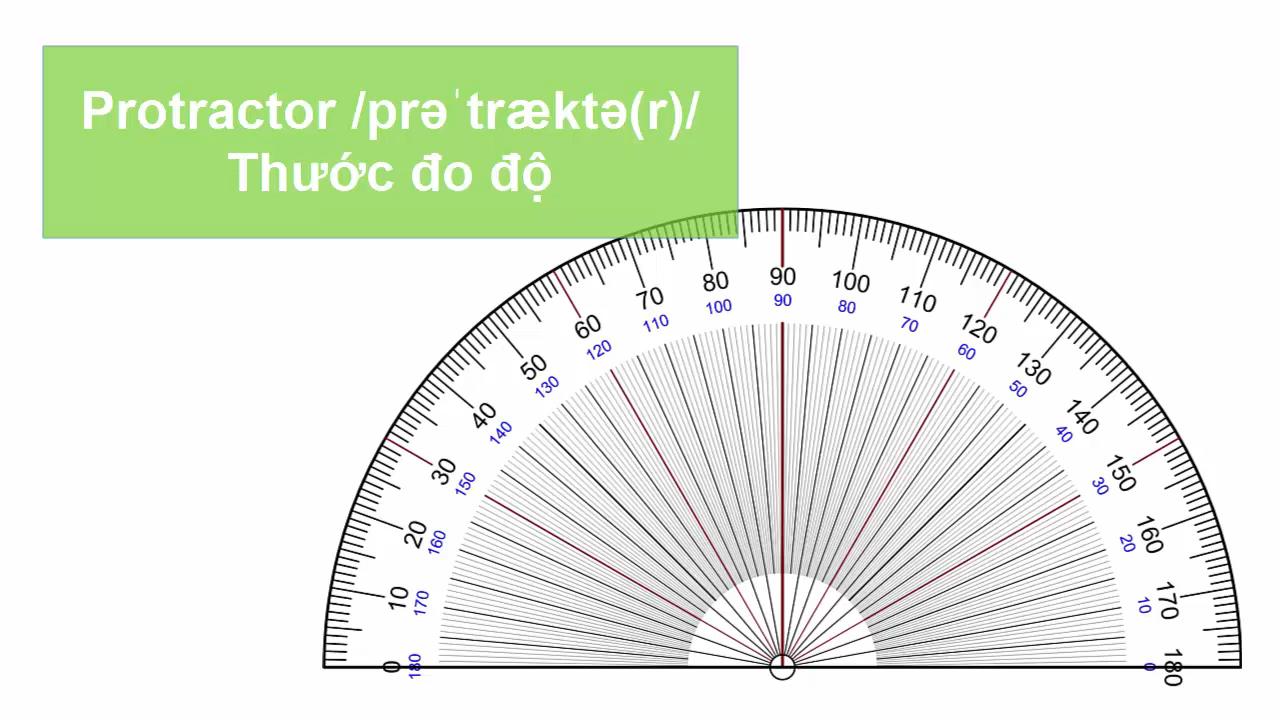 Protractor /prəˈtræktə(r)/
Thước đo độ
0 10 20 30 40 50 60 70 80 90 100 110 120 130 140 150 160 170 180
180 170 160 150 140 130 120 110 100 90 80 70 60 50 40 30 20 10 0